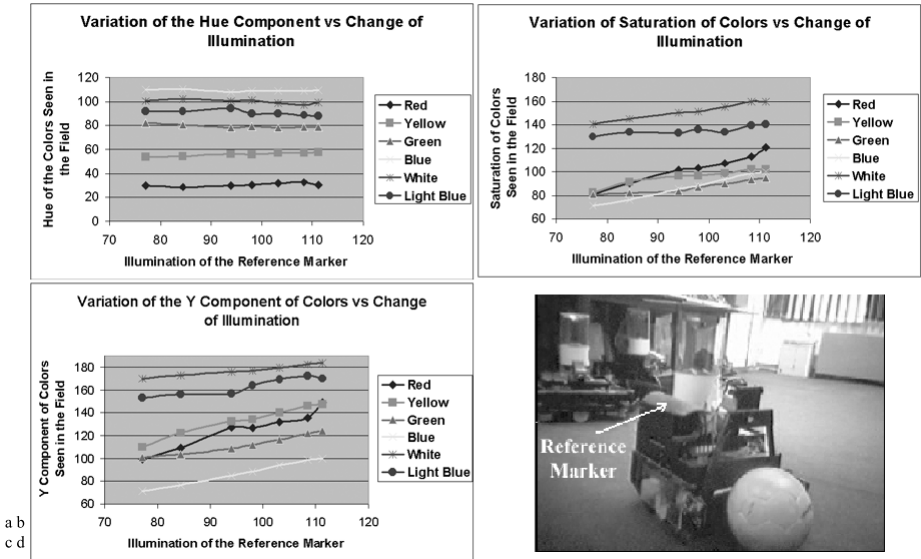 Variation of the Hue Component vs Change of
Illumination
Hue of the Colors Seen in
the Field
120
100
80
60
40
20
0
70 80 90 100 110 120
Illumination of the Reference Marker
Red
Yellow
Green
Blue
White
Light Blue
Variation of Saturation of Colors vs Change of
Illumination
Saturation of Colors
Seen in the Field
180
160
140
120
100
80
60
70 80 90 100 110 120
Illumination of the Reference Marker
Red
Yellow
Green
Blue
White
Light Blue
Variation of the Y Component of Colors vs Change
of Illumination
Y Component of Colors
Seen in the Field
180
160
140
120
100
80
60
70 80 90 100 110 120
Illumination of the Reference Marker
Red
Yellow
Green
Blue
White
Light Blue
Reference
Marker
a b
c d